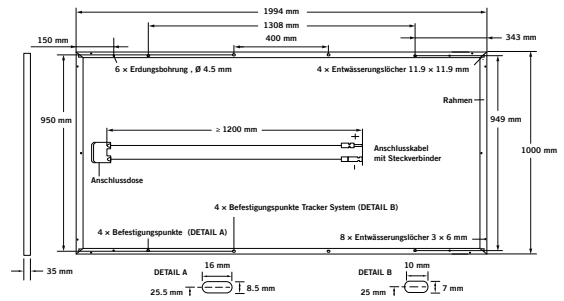 1994 mm
1308 mm
150 mm
400 mm
343 mm
6 × Erdungsbohrung , Ø 4.5 mm
4 × Entwässerungslöcher 11.9 × 11.9 mm
Rahmen
950 mm
949 mm
1000 mm
≥ 1200 mm
+
-
Anschlusskabel
mit Steckverbinder
Anschlussdose
4 × Befestigungspunkte Tracker System (DETAIL B)
4 × Befestigungspunkte (DETAIL A)
8 × Entwässerungslöcher 3 × 6 mm
35 mm
DETAIL A
16 mm
8.5 mm
25.5 mm
DETAIL B
10 mm
7 mm
25 mm